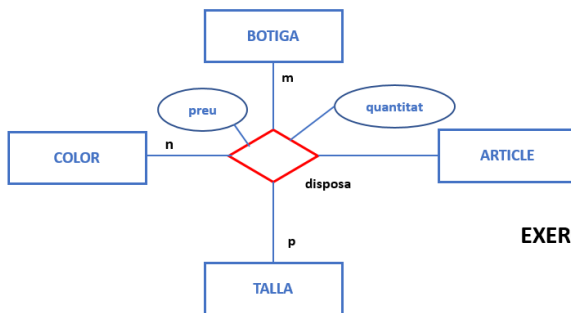 BOTIGA
m
preu
quantitat
n
COLOR
ARTICLE
disposa
EXER
p
TALLA